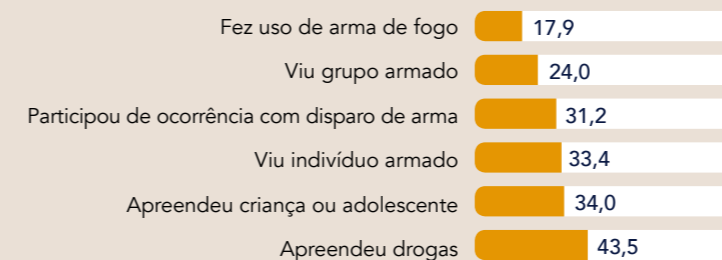 Fez uso de arma de fogo 17,9
Viu grupo armado 24,0
Participou de ocorrência com disparo de arma 31,2
Viu indivíduo armado 33,4
Apreendeu criança ou adolescente 34,0
Apreendeu drogas 43,5